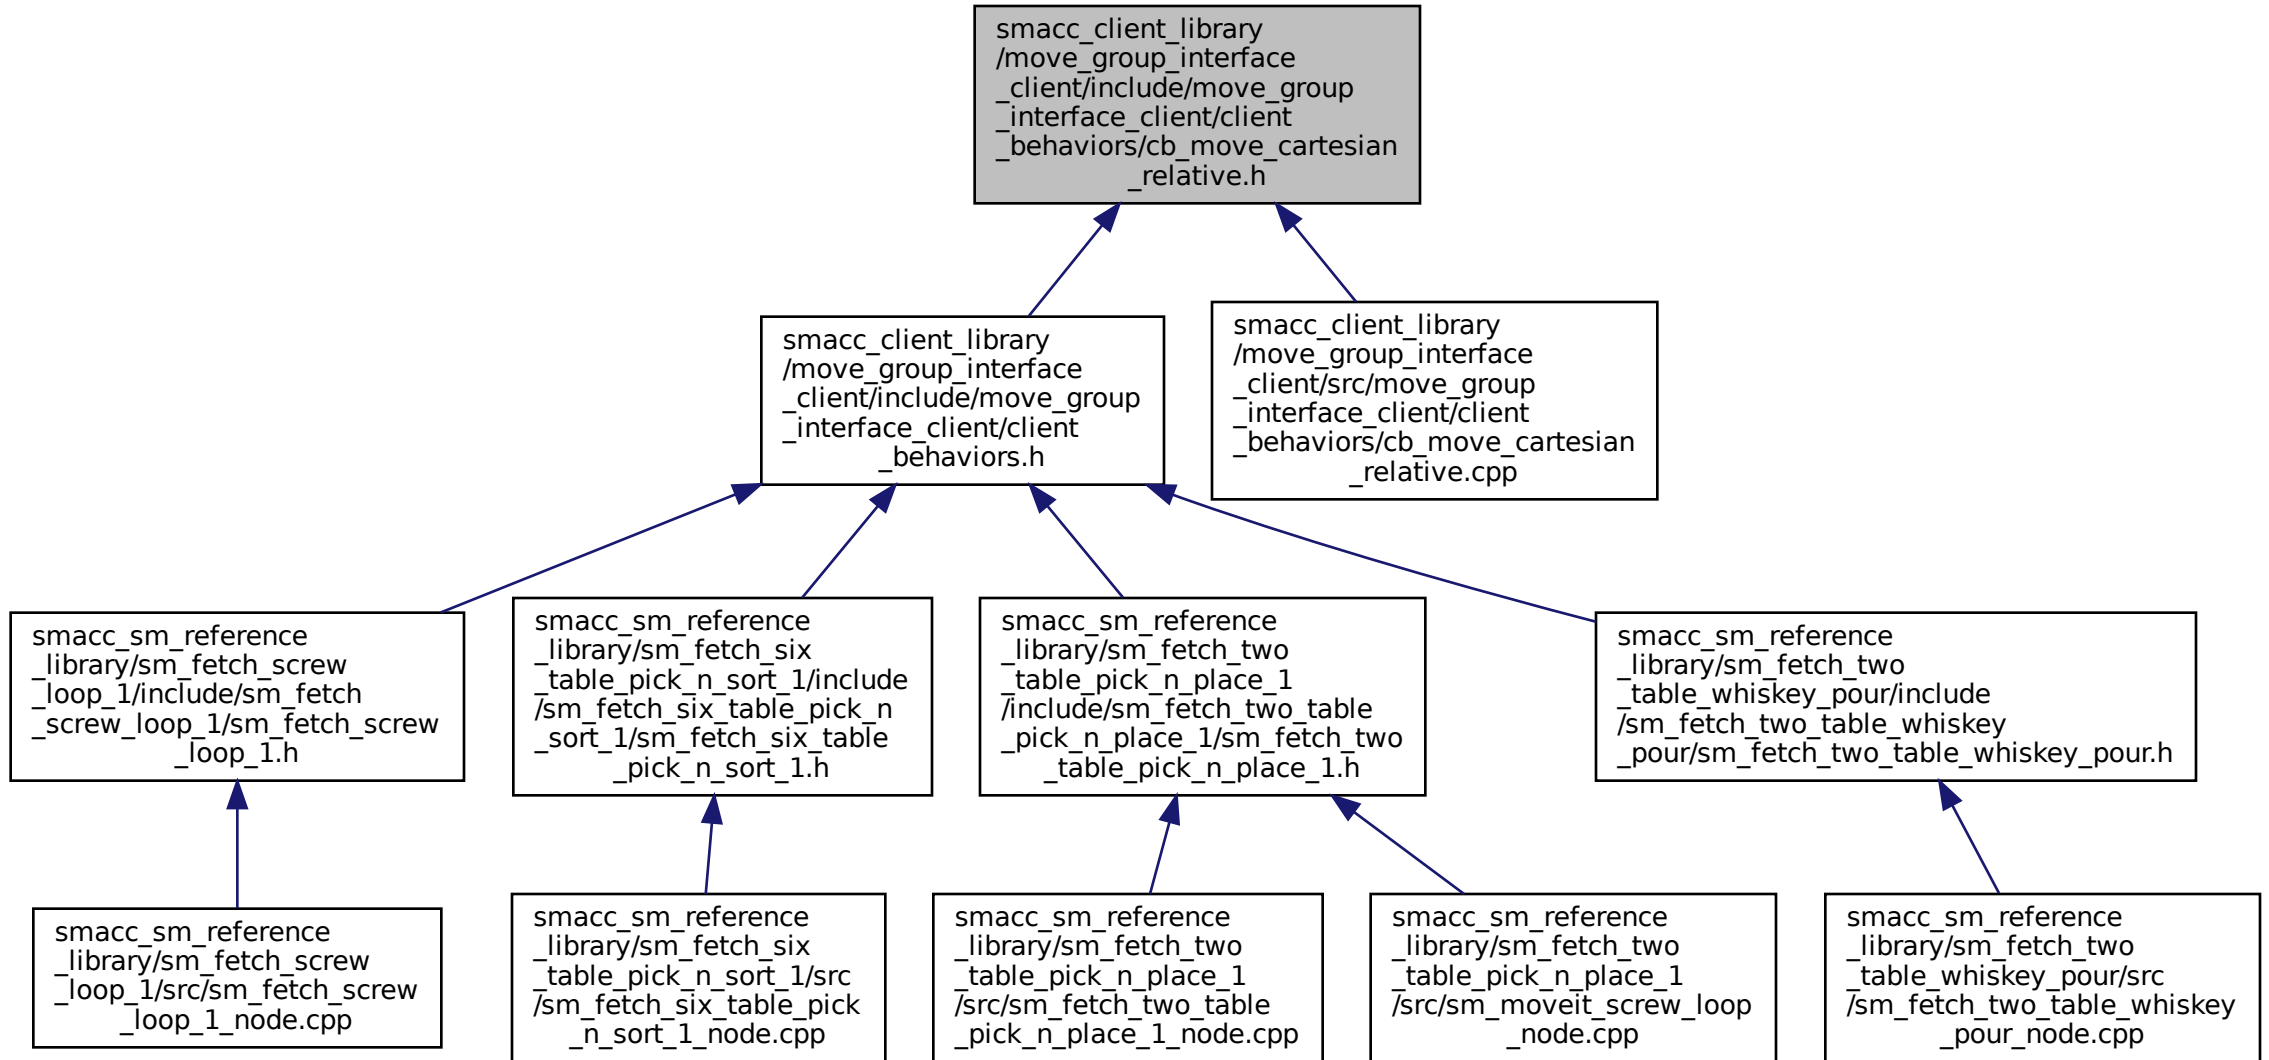 smacc_client_library
/move_group_interface
_client/include/move_group
_interface_client/client
_behaviors/cb_move_cartesian
_relative.h
smacc_client_library
/move_group_interface
_client/include/move_group
_interface_client/client
_behaviors.h
smacc_client_library
/move_group_interface
_client/src/move_group
_interface_client/client
_behaviors/cb_move_cartesian
_relative.cpp
smacc_sm_reference
_library/sm_fetch_screw
_loop_1/include/sm_fetch
_screw_loop_1/sm_fetch_screw
_loop_1.h
smacc_sm_reference
_library/sm_fetch_six
_table_pick_n_sort_1/include
/sm_fetch_six_table_pick_n
_sort_1/sm_fetch_six_table
_pick_n_sort_1.h
smacc_sm_reference
_library/sm_fetch_two
_table_pick_n_place_1
/include/sm_fetch_two_table
_pick_n_place_1/sm_fetch_two
_table_pick_n_place_1.h
smacc_sm_reference
_library/sm_fetch_two
_table_whiskey_pour/include
/sm_fetch_two_table_whiskey
_pour/sm_fetch_two_table_whiskey_pour.h
smacc_sm_reference
_library/sm_fetch_screw
_loop_1/src/sm_fetch_screw
_loop_1_node.cpp
smacc_sm_reference
_library/sm_fetch_six
_table_pick_n_sort_1/src
/sm_fetch_six_table_pick
_n_sort_1_node.cpp
smacc_sm_reference
_library/sm_fetch_two
_table_pick_n_place_1
/src/sm_fetch_two_table
_pick_n_place_1_node.cpp
smacc_sm_reference
_library/sm_fetch_two
_table_pick_n_place_1
/src/sm_moveit_screw_loop
_node.cpp
smacc_sm_reference
_library/sm_fetch_two
_table_whiskey_pour/src
/sm_fetch_two_table_whiskey
_pour_node.cpp